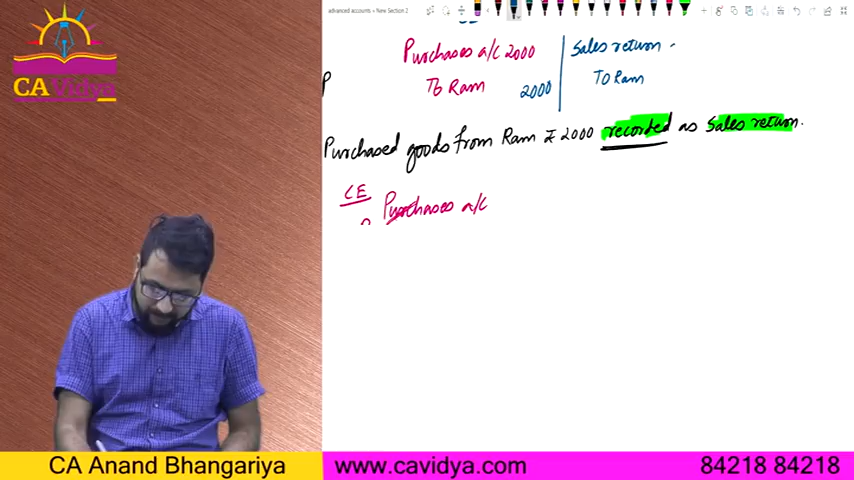 advanced accounts - New Section 2
Purchases a/c 2000
To Ram 2000
Sales return -
To Ram
P
Purchased goods from Ram ₹ 2000 recorded as Sales return.
CE
Purchases a/c
CA Vidya
CA Anand Bhangariya www.cavidya.com 84218 84218